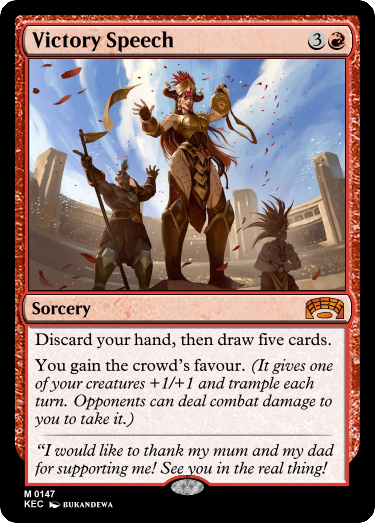 Victory Speech 3
Sorcery
Discard your hand, then draw five cards.
You gain the crowd's favour. (It gives one
of your creatures +1/+1 and trample each
turn. Opponents can deal combat damage to
you to take it.)
“I would like to thank my mum and my dad
for supporting me! See you in the real thing!
M 0147
KEC BUKANDEWA